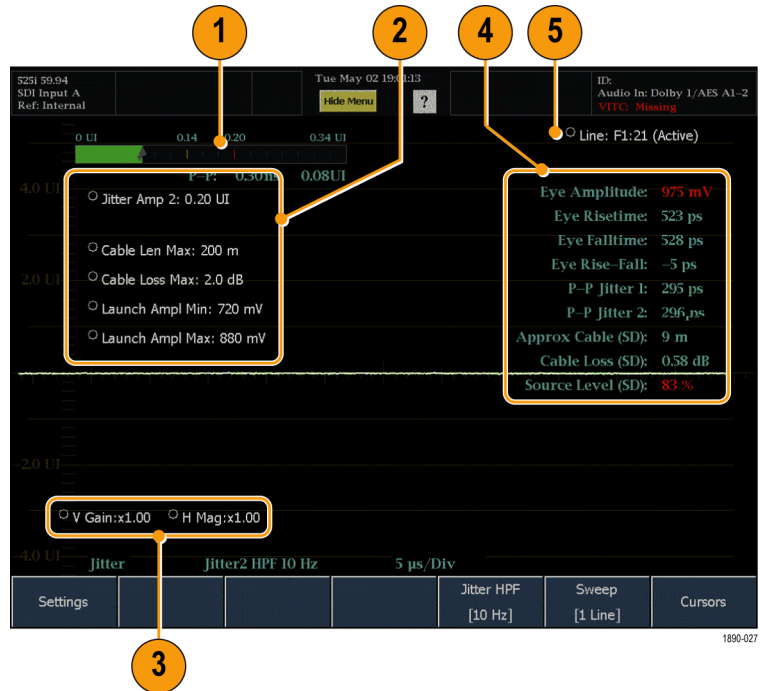 1
2
4
5
525i 59.94
SDI Input A
Ref: Internal
Tue May 02 19:01:13
Hide Menu
?
ID:
Audio In: Dolby 1/AES A1–2
VITC: Missing
Line: F1:21 (Active)
0 UI 0.14 0.20 0.34 UI
P–P: 0.30ns 0.08UI
4.0 UI
Jitter Amp 2: 0.20 UI
Cable Len Max: 200 m
Cable Loss Max: 2.0 dB
2.0 UI
Launch Ampl Min: 720 mV
Launch Ampl Max: 880 mV
Eye Amplitude: 975 mV
Eye Risetime: 523 ps
Eye Falltime: 528 ps
Eye Rise–Fall: –5 ps
P–P Jitter 1: 295 ps
P–P Jitter 2: 296 ps
Approx Cable (SD): 9 m
Cable Loss (SD): 0.58 dB
Source Level (SD): 83 %
–2.0 UI
V Gain:x1.00 H Mag:x1.00
–4.0 UI
Jitter Jitter2 HPF 10 Hz 5 µs/Div
Settings
Jitter HPF
[10 Hz]
Sweep
[1 Line]
Cursors
1890-027
3